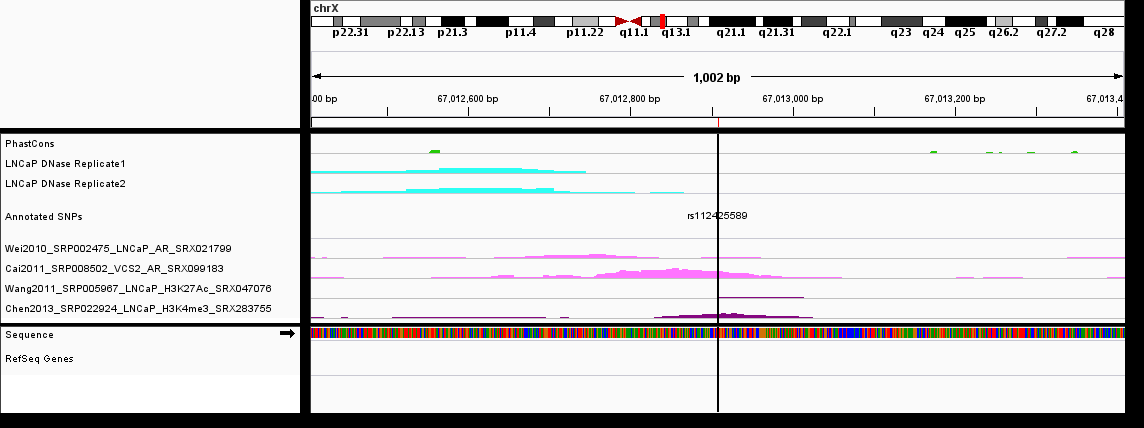 chrX
p22.31 p22.13 p21.3 p11.4 p11.22 q11.1 q13.1 q21.1 q21.31 q22.1 q23 q24 q25 q26.2 q27.2 q28
1,002 bp
00 bp 67,012,600 bp 67,012,800 bp 67,013,000 bp 67,013,200 bp 67,013,4
PhastCons
LNCaP DNase Replicate1
LNCaP DNase Replicate2
Annotated SNPs rs112425589
Wei2010_SRP002475_LNCaP_AR_SRX021799
Cai2011_SRP008502_VCS2_AR_SRX099183
Wang2011_SRP005967_LNCaP_H3K27Ac_SRX047076
Chen2013_SRP022924_LNCaP_H3K4me3_SRX283755
Sequence
RefSeq Genes